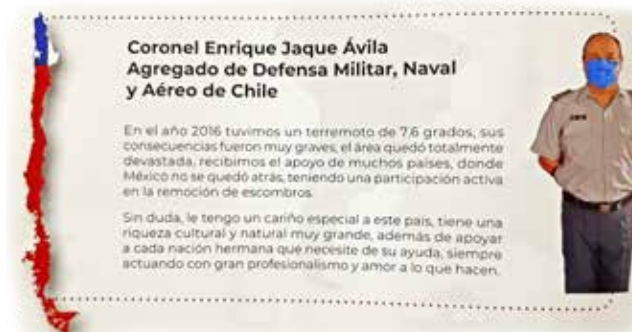 Coronel Enrique Jaque Ávila
Agregado de Defensa Militar, Naval
y Aéreo de Chile
En el año 2016 tuvimos un terremoto de 7,6 grados, sus
consecuencias fueron muy graves, el área quedó totalmente
devastada, recibimos el apoyo de muchos países, donde
México no se quedó atrás, teniendo una participación activa
en la remoción de escombros.
Sin duda, le tengo un cariño especial a este país, tiene una
riqueza cultural y natural muy grande, además de apoyar
a cada nación hermana que necesite de su ayuda, siempre
actuando con gran profesionalismo y amor a lo que hacen.